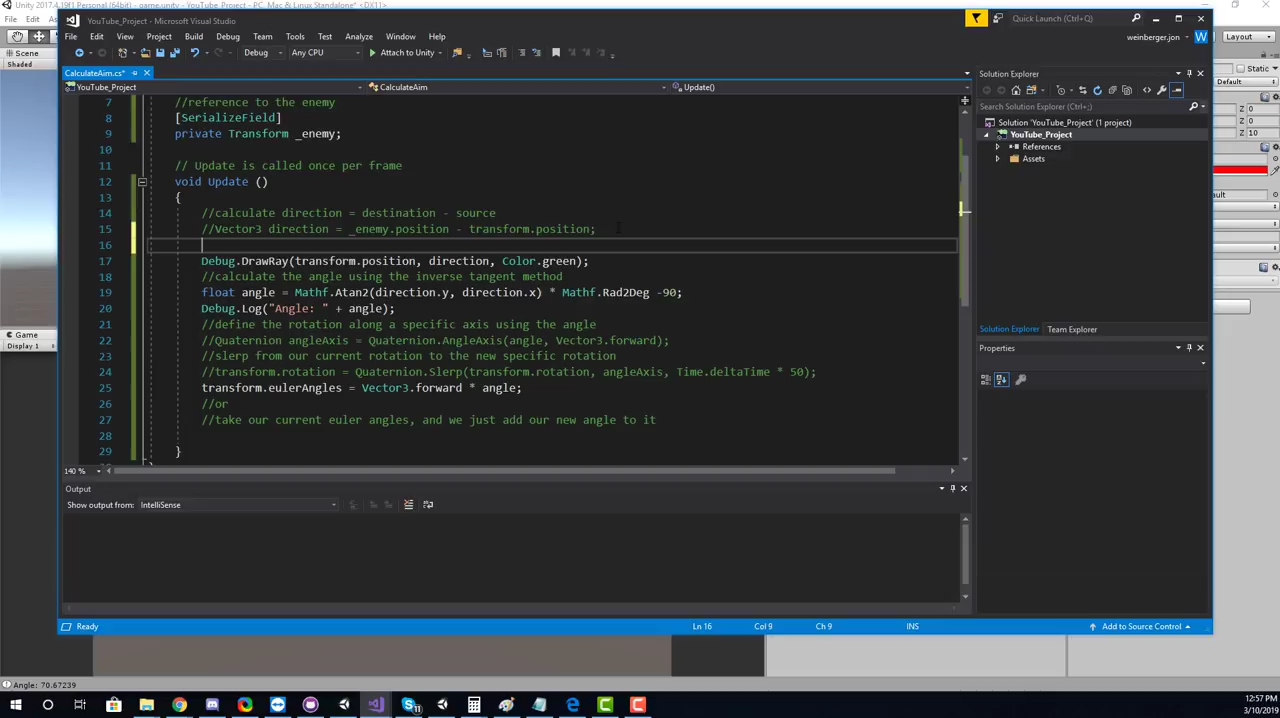 Unity 2017.4.19f1 - game.unity - YouTube_Project - PC, Mac & Linux Standalone* <DX11>
YouTube_Project - Microsoft Visual Studio
Quick Launch (Ctrl+Q)
File Edit View Project Build Debug Team Tools Test Analyze Window Help
weinberger.jon
W
Layout
Scene
Shaded
Debug
Any CPU
Attach to Unity
Static
Default
CalculateAim.cs*
YouTube_Project
CalculateAim
Update()
7 //reference to the enemy
8 [SerializeField]
9 private Transform _enemy;
10
11 // Update is called once per frame
12 void Update ()
13 {
14 //calculate direction = destination - source
15 //Vector3 direction = _enemy.position - transform.position;
16
17 Debug.DrawRay(transform.position, direction, Color.green);
18 //calculate the angle using the inverse tangent method
19 float angle = Mathf.Atan2(direction.y, direction.x) * Mathf.Rad2Deg -90;
20 Debug.Log("Angle: " + angle);
21 //define the rotation along a specific axis using the angle
22 //Quaternion angleAxis = Quaternion.AngleAxis(angle, Vector3.forward);
23 //slerp from our current rotation to the new specific rotation
24 //transform.rotation = Quaternion.Slerp(transform.rotation, angleAxis, Time.deltaTime * 50);
25 transform.eulerAngles = Vector3.forward * angle;
26 //or
27 //take our current euler angles, and we just add our new angle to it
28
29 }
140 %
Solution Explorer
Search Solution Explorer (Ctrl+;)
Solution 'YouTube_Project' (1 project)
YouTube_Project
References
Assets
Solution Explorer Team Explorer
Properties
Z 0
Z 0
Z 10
Game
Display 1
Output
Show output from: IntelliSense
Ready
Ln 16
Col 9
Ch 9
INS
Add to Source Control
Angle: 70.67239
12:57 PM
3/10/2019